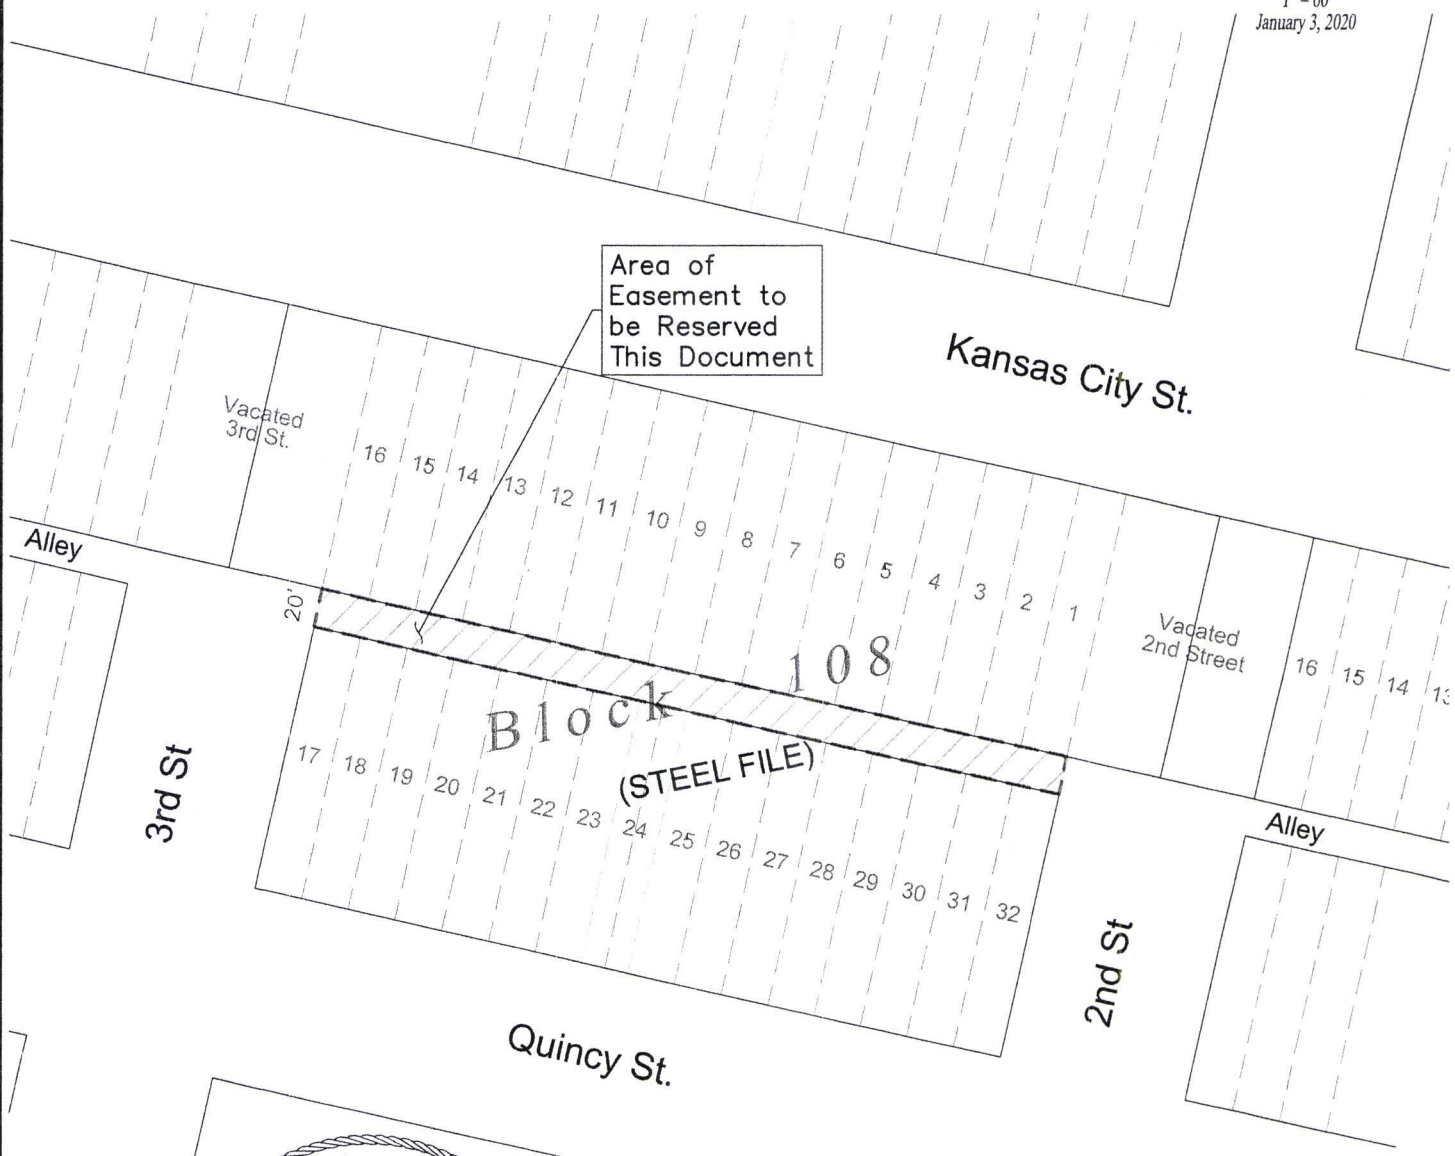 January 3, 2020
Area of
Easement to
be Reserved
This Document
Kansas City St.
Vacated
3rd St.
16 15 14 13 12 11 10 9 8 7 6 5 4 3 2 1
Vacated
2nd Street
16 15 14
Alley
20'
Block 108
(STEEL FILE)
17 18 19 20 21 22 23 24 25 26 27 28 29 30 31 32
3rd St
Alley
2nd St
Quincy St.